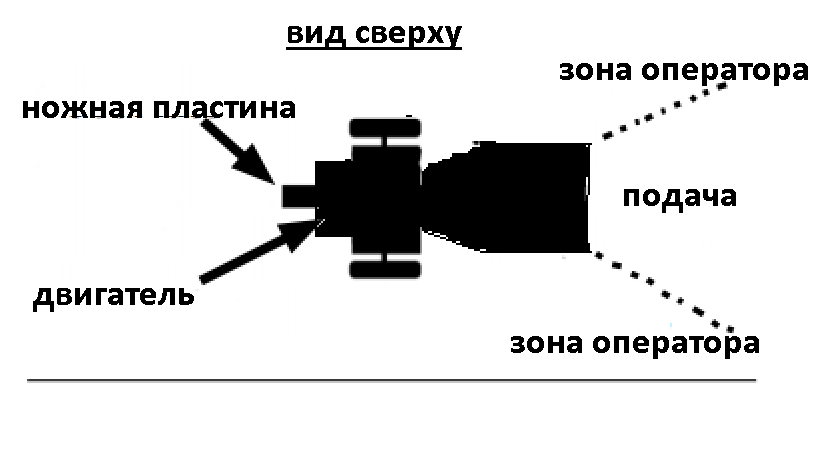 вид сверху
зона оператора
ножная пластина
подача
двигатель
зона оператора